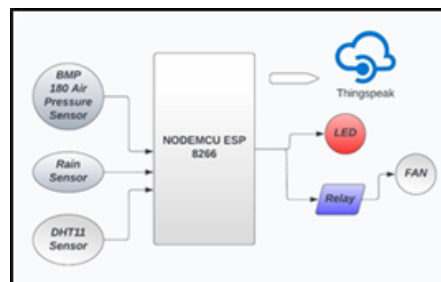 BMP
180 Air
Pressure
Sensor
Rain
Sensor
DHT11
Sensor
NODEMCU ESP
8266
Thingspeak
LED
Relay
FAN